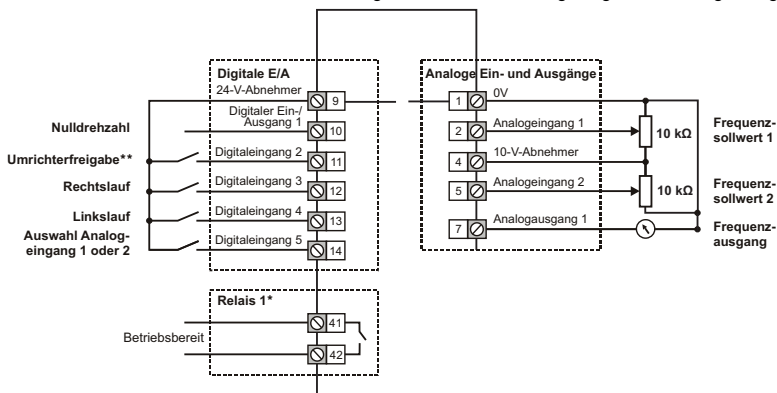 Digitale E/A
24-V-Abnehmer
9
Digitaler Ein-/
Ausgang 1
10
Nulldrehzahl
Digitaleingang 2
11
Umrichterfreigabe**
Digitaleingang 3
12
Rechtslauf
Digitaleingang 4
13
Linkslauf
Digitaleingang 5
14
Auswahl Analog-
eingang 1 oder 2
Relais 1*
41
Betriebsbereit
42
Analoge Ein- und Ausgänge
1
0V
2
Analogeingang 1
10 kΩ
Frequenz-
sollwert 1
4
10-V-Abnehmer
5
Analogeingang 2
10 kΩ
Frequenz-
sollwert 2
7
Analogausgang 1
Frequenz-
ausgang